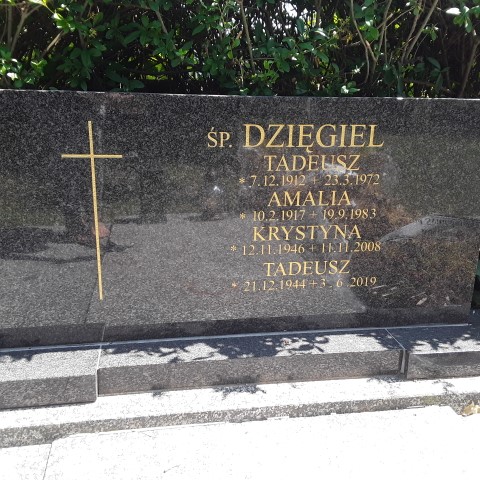 ŚP. DZIĘGIEL
TADEUSZ
* 7.12.1912 + 23.3.1972
AMALIA
* 10.2.1917 + 19.9.1983
KRYSTYNA
* 12.11.1946 + 11.11.2008
TADEUSZ
* 21.12.1944 + 3. 6. 2019